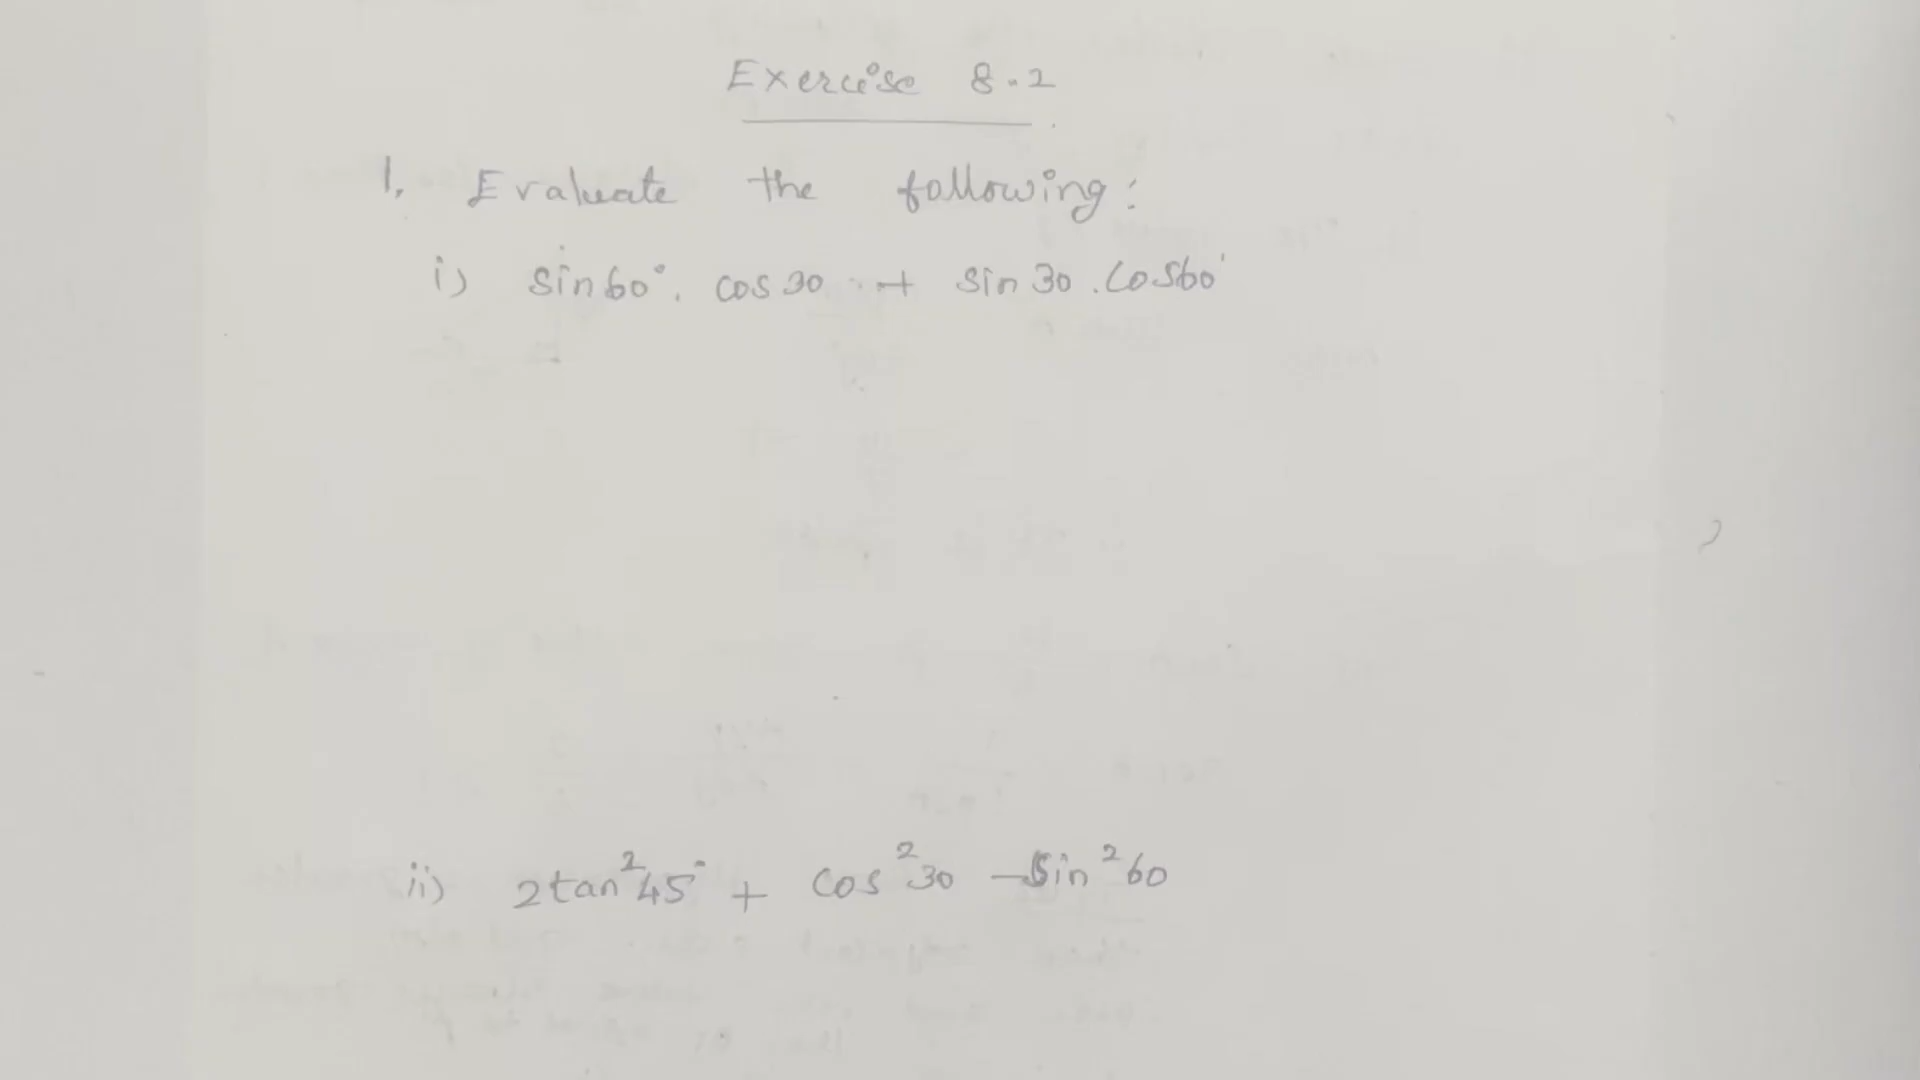 Exercise 8.2
1. Evaluate the following:
i) sin60°. cos30 + sin30 .cos60°
ii) 2tan²45° + cos²30 - sin²60